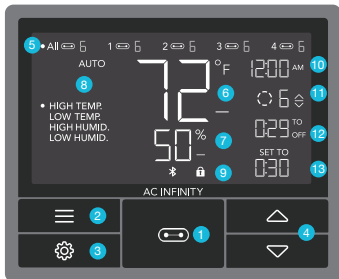 5 All 6 1 6 2 6 3 6 4 6
AUTO
8
HIGH TEMP.
LOW TEMP.
HIGH HUMID.
LOW HUMID.
72 °F
6
50 %
7
9
12:00 AM 10
6 11
0:29 TO OFF 12
SET TO
0:30 13
AC INFINITY
2
3
1
4